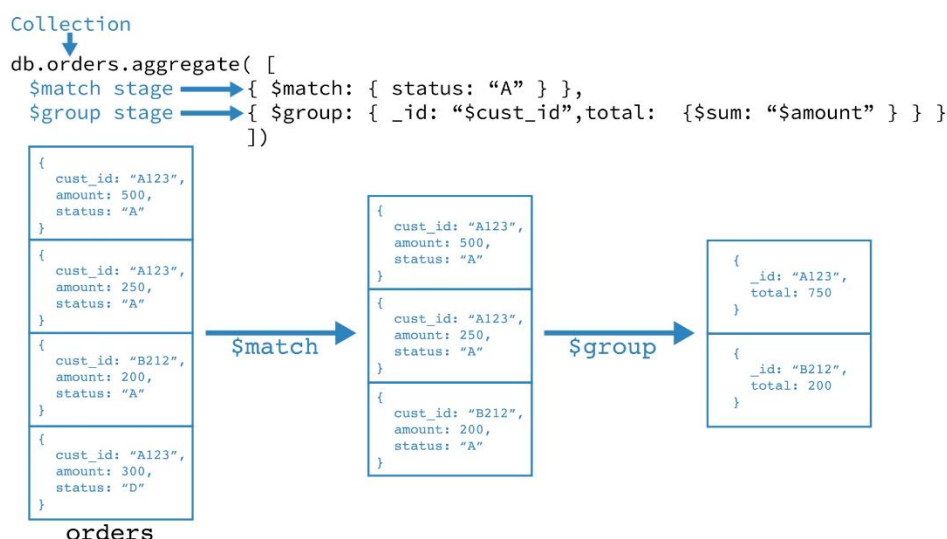 Collection
db.orders.aggregate( [
$match stage { $match: { status: “A” } },
$group stage { $group: { _id: “$cust_id”,total: {$sum: “$amount” } } }
])
{
cust_id: “A123”,
amount: 500,
status: “A”
}
{
cust_id: “A123”,
amount: 250,
status: “A”
}
{
cust_id: “B212”,
amount: 200,
status: “A”
}
{
cust_id: “A123”,
amount: 300,
status: “D”
}
orders
$match
{
cust_id: “A123”,
amount: 500,
status: “A”
}
{
cust_id: “A123”,
amount: 250,
status: “A”
}
{
cust_id: “B212”,
amount: 200,
status: “A”
}
$group
{
_id: “A123”,
total: 750
}
{
_id: “B212”,
total: 200
}